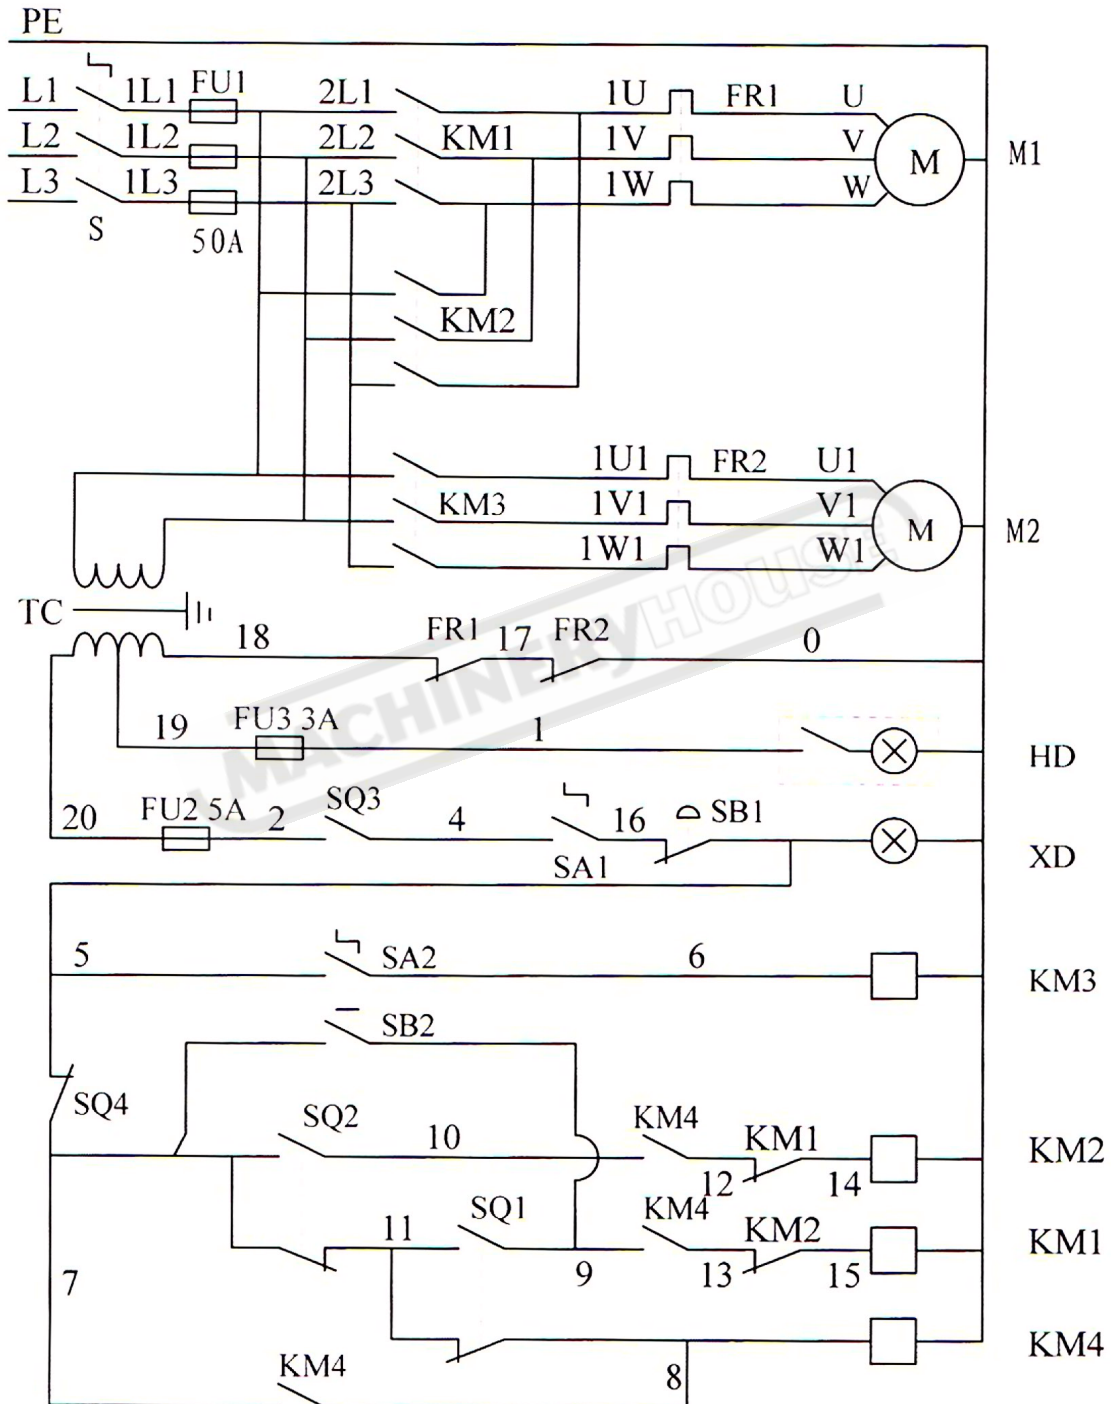 PE
L1 1L1 FU1 2L1 1U FR1 U
L2 1L2 2L2 KM1 1V V M M1
L3 1L3 2L3 1W W
S 50A
KM2
1U1 FR2 U1
KM3 1V1 V1 M M2
1W1 W1
TC
18 FR1 17 FR2 0
MACHINERYHOUSE
19 FU3 3A 1 HD
20 FU2 5A 2 SQ3 4 SA1 16 SB1 XD
5 SA2 6 KM3
SB2
SQ4
SQ2 10 KM4 12 KM1 14 KM2
11 SQ1 9 KM4 13 KM2 15 KM1
7
KM4
KM4 8